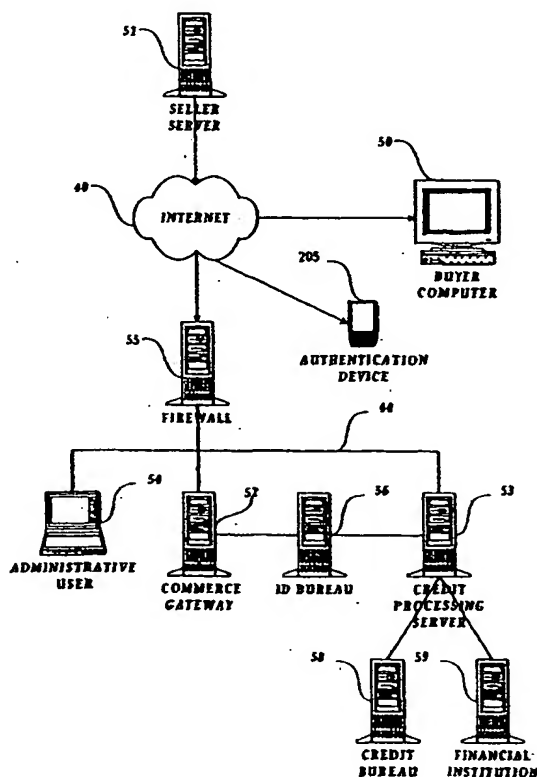 51
SELLER
SERVER
40
INTERNET
50
BUYER
COMPUTER
205
AUTHENTICATION
DEVICE
55
FIREWALL
44
54
ADMINISTRATIVE
USER
52
COMMERCE
GATEWAY
56
ID BUREAU
53
CREDIT
PROCESSING
SERVER
58
CREDIT
BUREAU
59
FINANCIAL
INSTITUTION